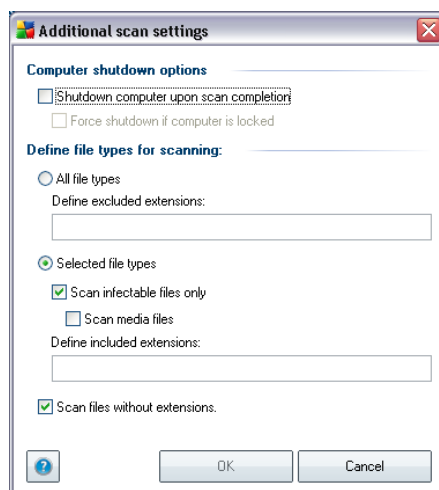 Additional scan settings
Computer shutdown options
Shutdown computer upon scan completion
Force shutdown if computer is locked
Define file types for scanning:
All file types
Define excluded extensions:
Selected file types
Scan infectable files only
Scan media files
Define included extensions:
Scan files without extensions.
OK
Cancel